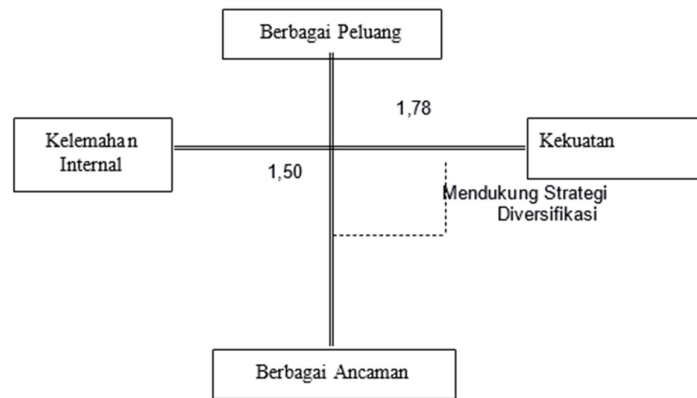 Berbagai Peluang
1,78
Kelemahan
Internal
Kekuatan
1,50
Mendukung Strategi
Diversifikasi
Berbagai Ancaman